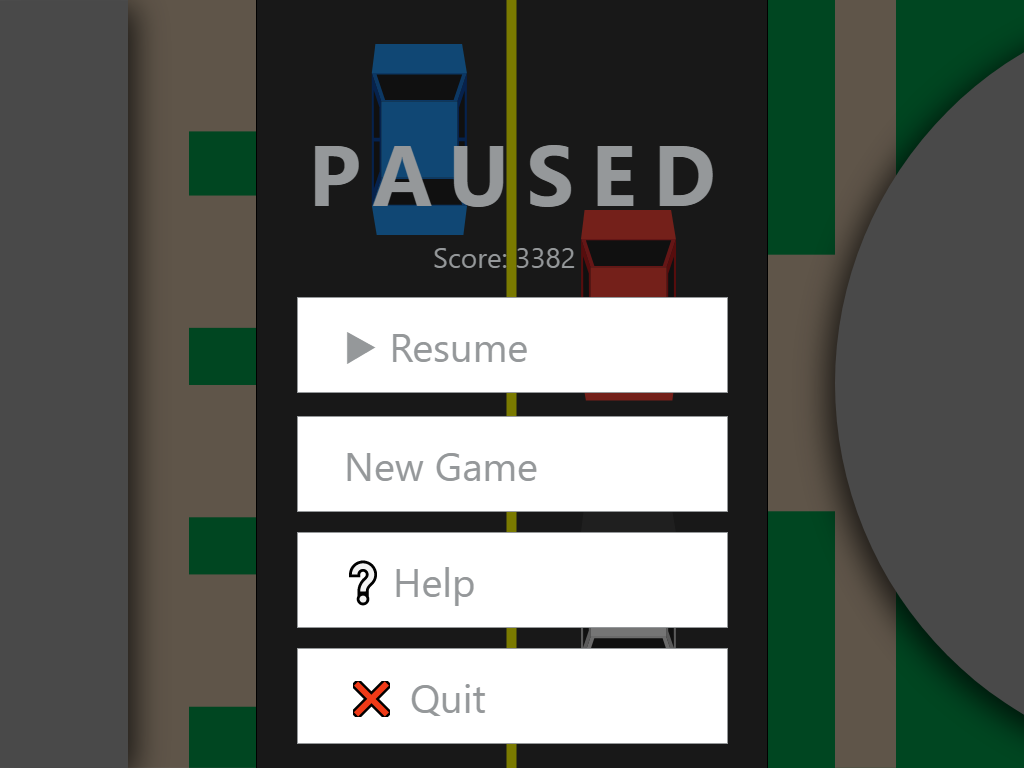 PAUSED
Score: 3382
▶ Resume
New Game
❔ Help
❌ Quit